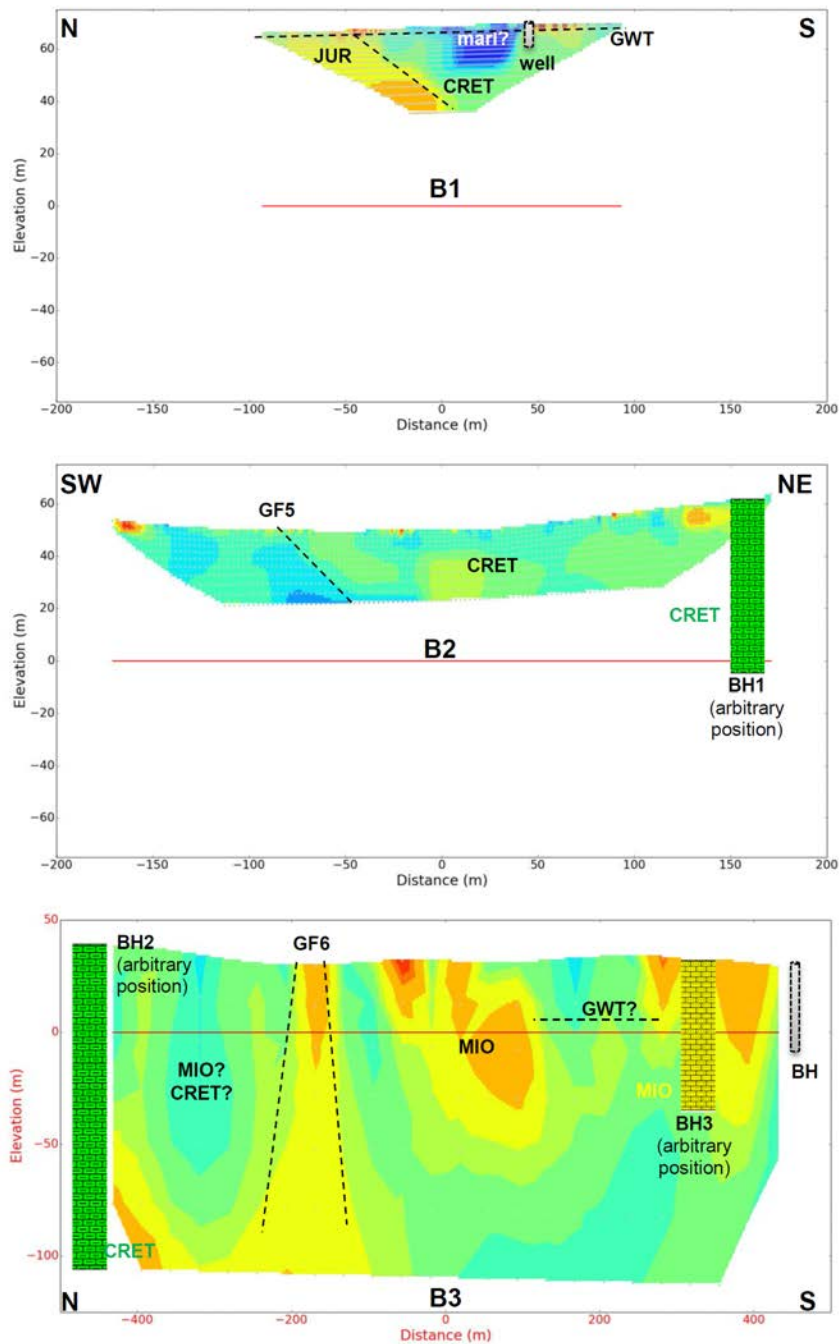 N
S
60
marl?
GWT
JUR
well
40
CRET
20
B1
0
−20
−40
−60
Elevation (m)
−200
−150
−100
−50
0
50
100
150
200
Distance (m)
SW
NE
60
GF5
40
CRET
20
CRET
B2
0
BH1
(arbitrary
position)
−20
−40
−60
Elevation (m)
−200
−150
−100
−50
0
50
100
150
200
Distance (m)
50
BH2
(arbitrary
position)
GF6
GWT?
0
MIO
MIO?
CRET?
BH
MIO
−50
BH3
(arbitrary
position)
−100
CRET
Elevation (m)
N
B3
S
−400
−200
0
200
400
Distance (m)